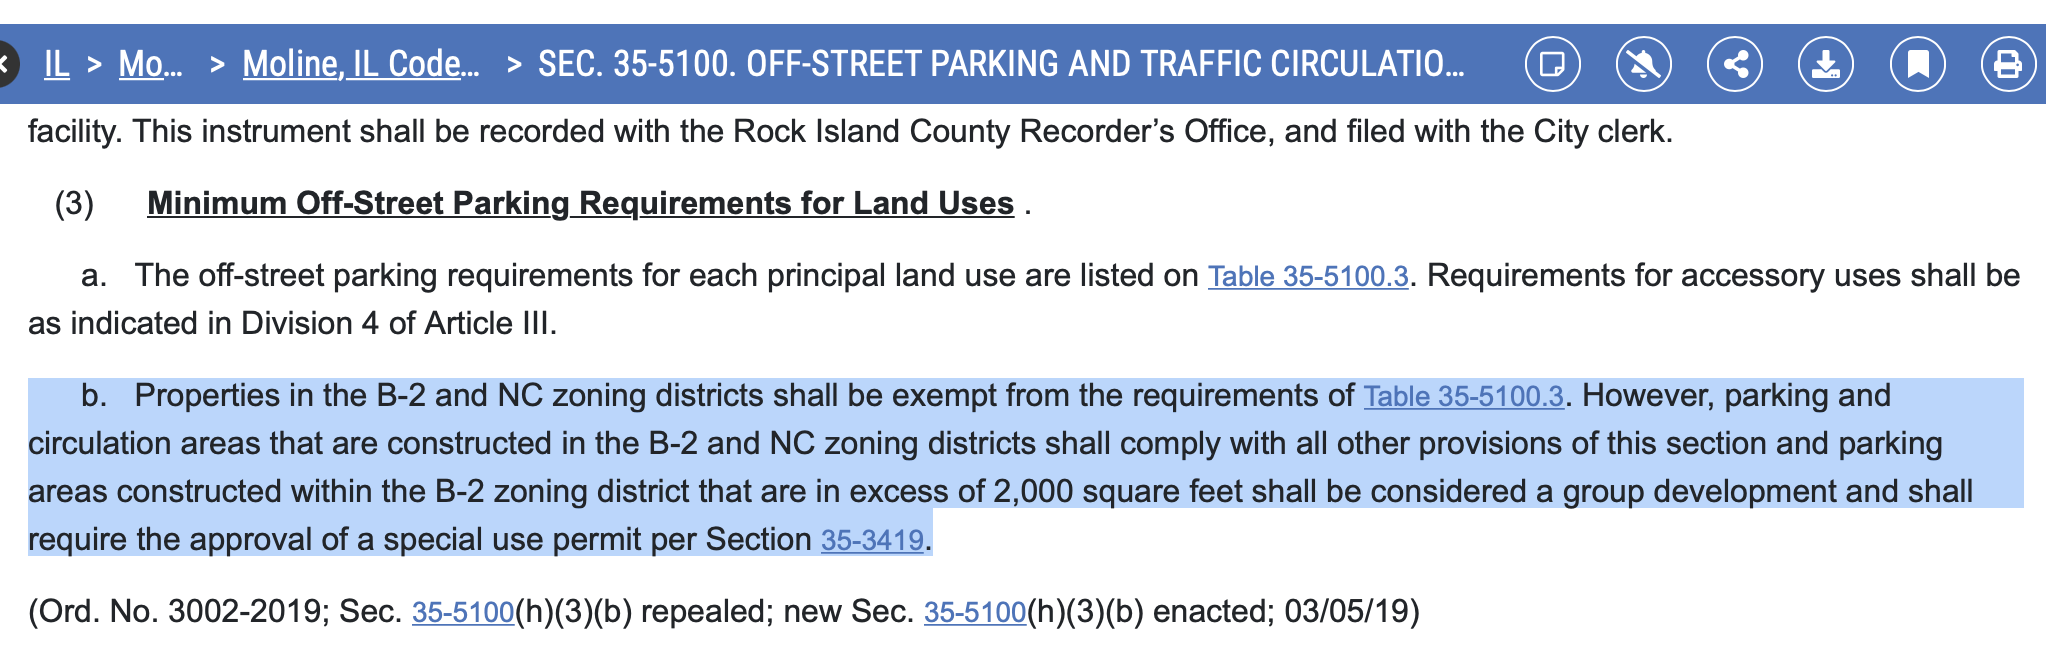 IL > Mo... > Moline, IL Code... > SEC. 35-5100. OFF-STREET PARKING AND TRAFFIC CIRCULATIO...
facility. This instrument shall be recorded with the Rock Island County Recorder’s Office, and filed with the City clerk.
(3) Minimum Off-Street Parking Requirements for Land Uses .
a. The off-street parking requirements for each principal land use are listed on Table 35-5100.3. Requirements for accessory uses shall be
as indicated in Division 4 of Article III.
b. Properties in the B-2 and NC zoning districts shall be exempt from the requirements of Table 35-5100.3. However, parking and
circulation areas that are constructed in the B-2 and NC zoning districts shall comply with all other provisions of this section and parking
areas constructed within the B-2 zoning district that are in excess of 2,000 square feet shall be considered a group development and shall
require the approval of a special use permit per Section 35-3419.
(Ord. No. 3002-2019; Sec. 35-5100(h)(3)(b) repealed; new Sec. 35-5100(h)(3)(b) enacted; 03/05/19)